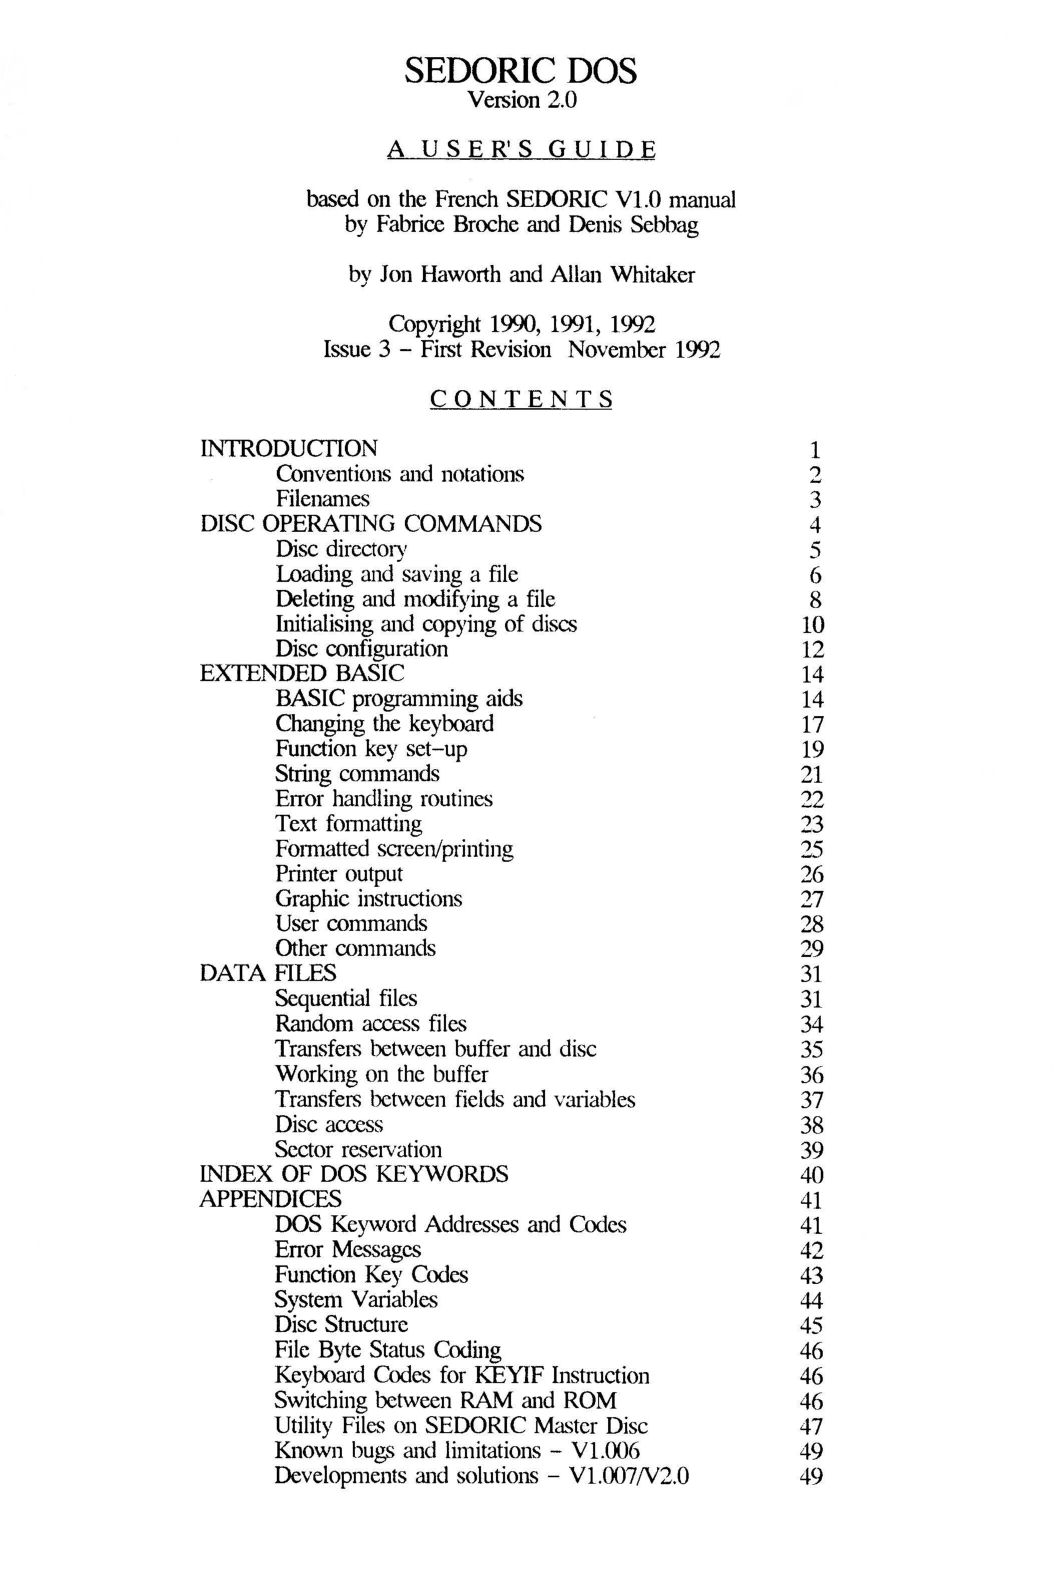 SEDORIC DOS
Version 2.0
A USER'S GUIDE
based on the French SEDORIC V1.0 manual
by Fabrice Broche and Denis Sebbag
by Jon Haworth and Allan Whitaker
Copyright 1990, 1991, 1992
Issue 3 – First Revision November 1992
CONTENTS
INTRODUCTION 1
Conventions and notations 2
Filenames 3
DISC OPERATING COMMANDS 4
Disc directory 5
Loading and saving a file 6
Deleting and modifying a file 8
Initialising and copying of discs 10
Disc configuration 12
EXTENDED BASIC 14
BASIC programming aids 14
Changing the keyboard 17
Function key set–up 19
String commands 21
Error handling routines 22
Text formatting 23
Formatted screen/printing 25
Printer output 26
Graphic instructions 27
User commands 28
Other commands 29
DATA FILES 31
Sequential files 31
Random access files 34
Transfers between buffer and disc 35
Working on the buffer 36
Transfers between fields and variables 37
Disc access 38
Sector reservation 39
INDEX OF DOS KEYWORDS 40
APPENDICES 41
DOS Keyword Addresses and Codes 41
Error Messages 42
Function Key Codes 43
System Variables 44
Disc Structure 45
File Byte Status Coding 46
Keyboard Codes for KEYIF Instruction 46
Switching between RAM and ROM 46
Utility Files on SEDORIC Master Disc 47
Known bugs and limitations – V1.006 49
Developments and solutions – V1.007/V2.0 49